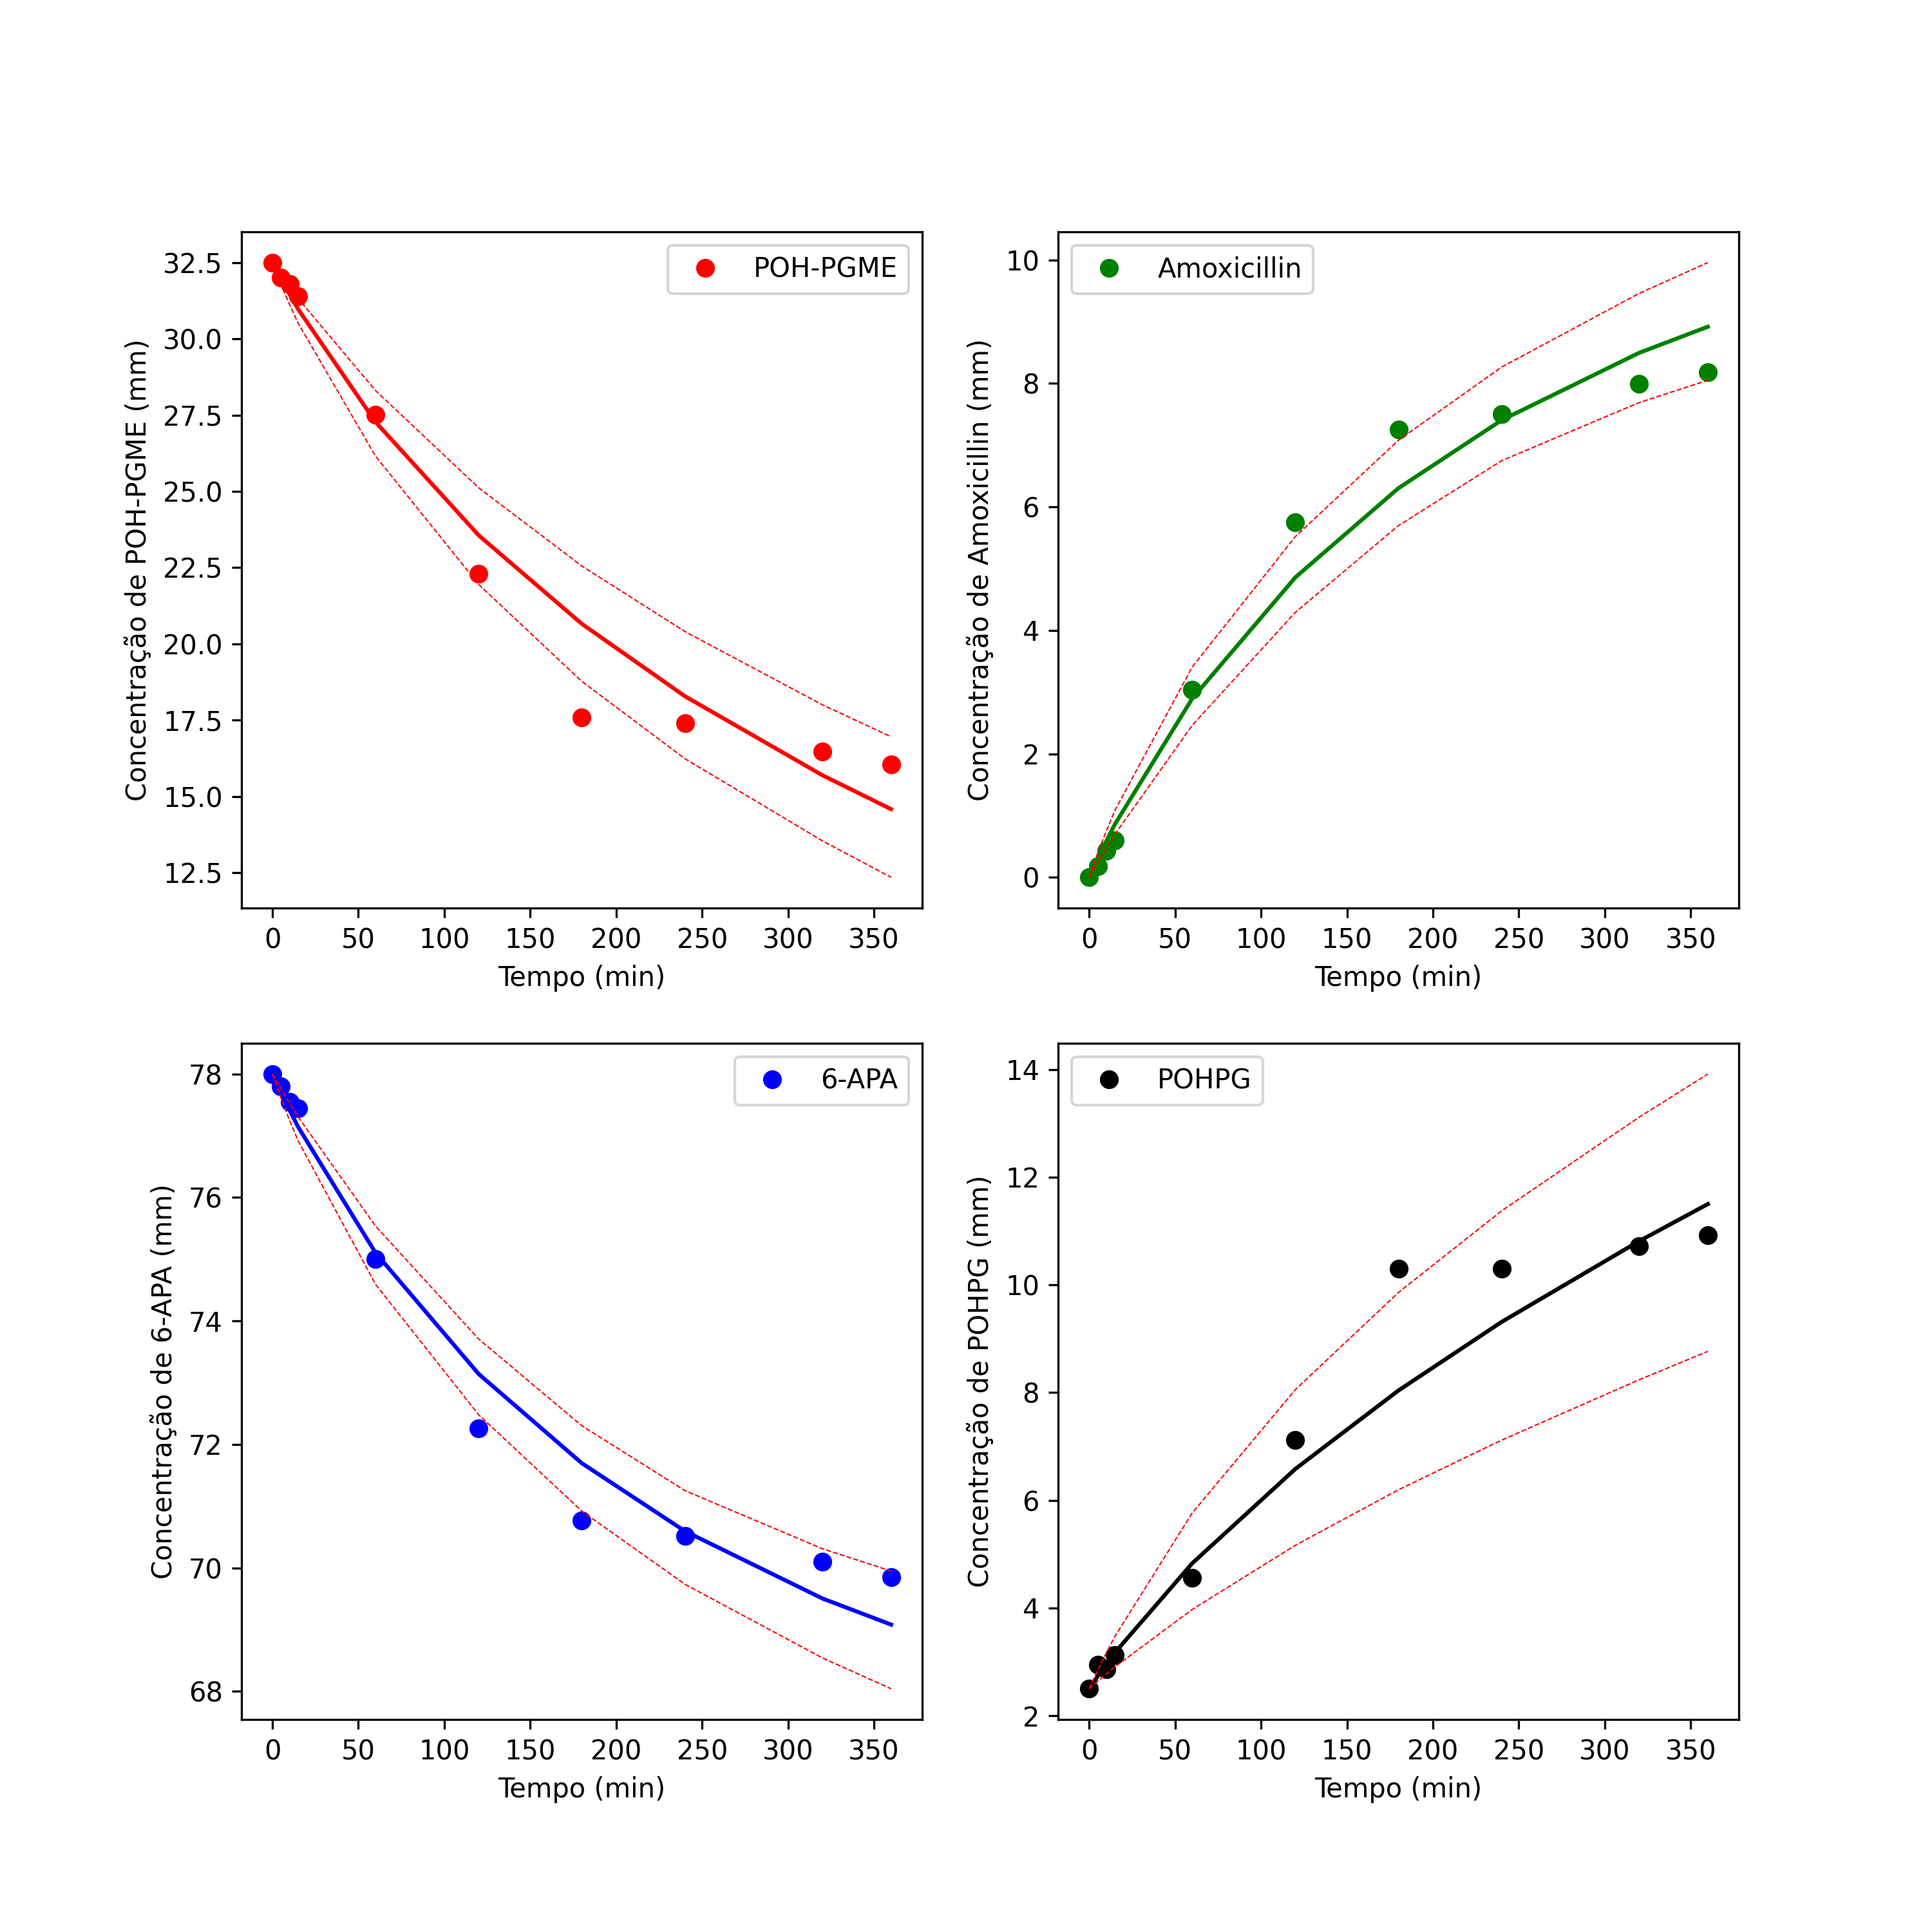 POH-PGME
Concentração de POH-PGME (mm)
32.5
30.0
27.5
25.0
22.5
20.0
17.5
15.0
12.5
0 50 100 150 200 250 300 350
Tempo (min)
Amoxicillin
Concentração de Amoxicillin (mm)
10
8
6
4
2
0
0 50 100 150 200 250 300 350
Tempo (min)
6-APA
Concentração de 6-APA (mm)
78
76
74
72
70
68
0 50 100 150 200 250 300 350
Tempo (min)
POHPG
Concentração de POHPG (mm)
14
12
10
8
6
4
2
0 50 100 150 200 250 300 350
Tempo (min)